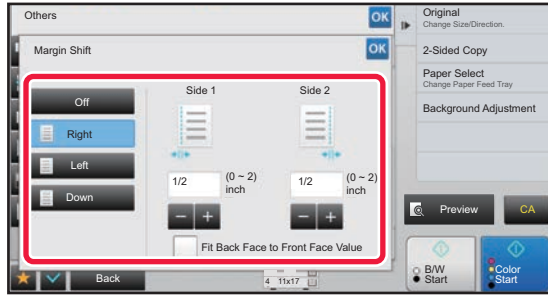 Others
OK
Margin Shift
OK
Off
Right
Left
Down
Side 1
Side 2
1/2
(0 ~ 2)
inch
1/2
(0 ~ 2)
inch
Fit Back Face to Front Face Value
Back
4 11x17
Original
Change Size/Direction.
2-Sided Copy
Paper Select
Change Paper Feed Tray
Background Adjustment
Preview
CA
B/W
Start
Color
Start